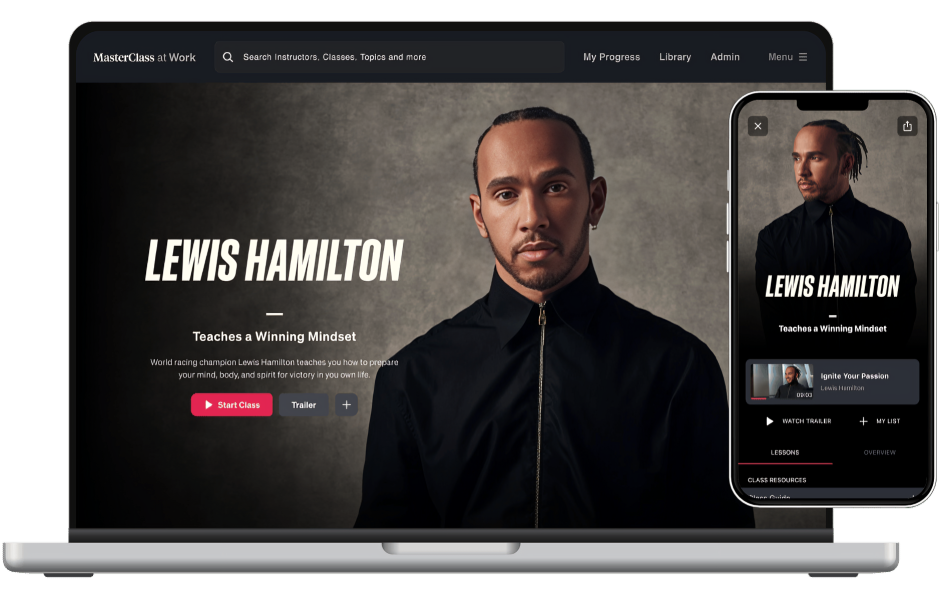 MasterClass at Work
Search Instructors, Classes, Topics and more
My Progress
Library
Admin
Menu
LEWIS HAMILTON
Teaches a Winning Mindset
World racing champion Lewis Hamilton teaches you how to prepare
your mind, body, and spirit for victory in you own life.
Start Class
Trailer
LEWIS HAMILTON
Teaches a Winning Mindset
Ignite Your Passion
Lewis Hamilton
09:03
WATCH TRAILER
MY LIST
LESSONS
OVERVIEW
CLASS RESOURCES
Class Guide